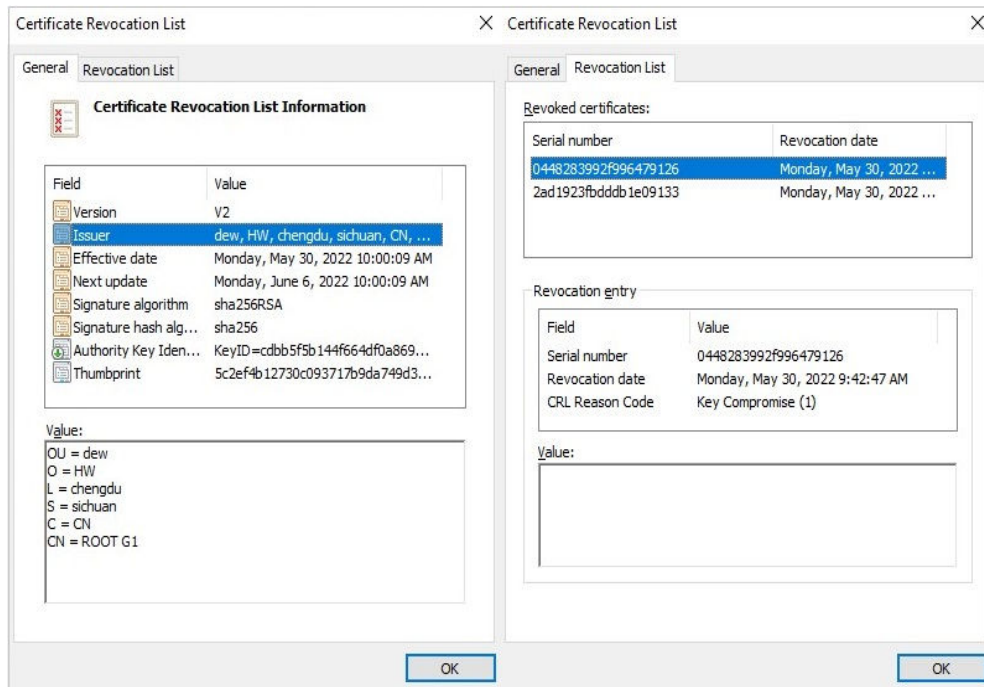 Certificate Revocation List
General
Revocation List
Certificate Revocation List Information
Field Value
Version V2
Issuer dew, HW, chengdu, sichuan, CN, ...
Effective date Monday, May 30, 2022 10:00:09 AM
Next update Monday, June 6, 2022 10:00:09 AM
Signature algorithm sha256RSA
Signature hash alg... sha256
Authority Key Iden... KeyID=cdbb5f5b144f664df0a869...
Thumbprint 5c2ef4b12730c093717b9da749d3...
Value:
OU = dew
O = HW
L = chengdu
S = sichuan
C = CN
CN = ROOT G1
OK
Certificate Revocation List
General
Revocation List
Revoked certificates:
Serial number Revocation date
0448283992f996479126 Monday, May 30, 2022 ...
2ad1923fbdddb1e09133 Monday, May 30, 2022 ...
Revocation entry
Field Value
Serial number 0448283992f996479126
Revocation date Monday, May 30, 2022 9:42:47 AM
CRL Reason Code Key Compromise (1)
Value:
OK